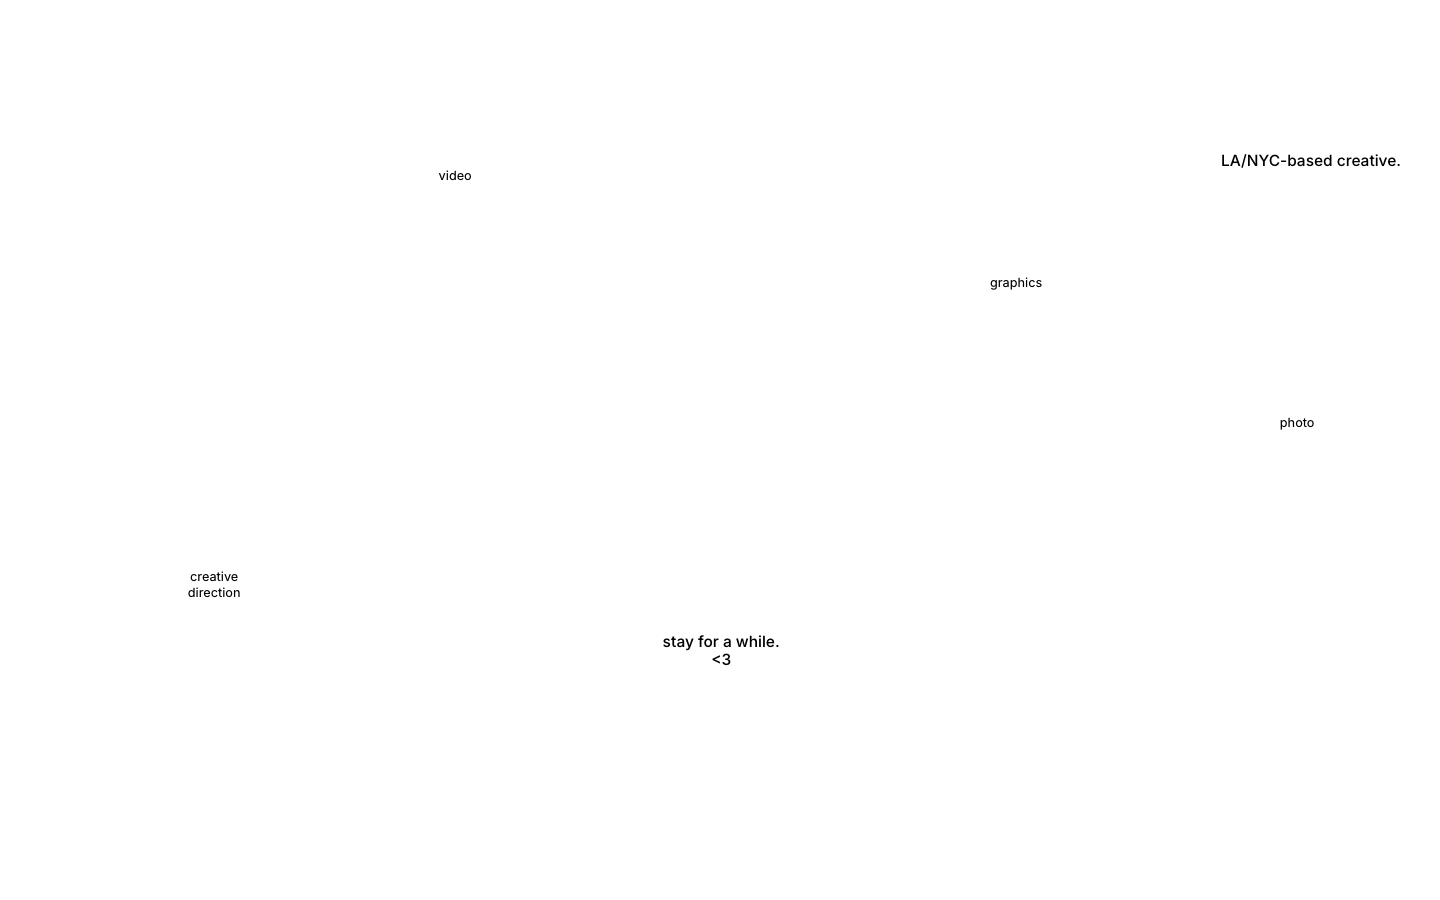 LA/NYC-based creative.
video
graphics
photo
creative
direction
stay for a while.
<3